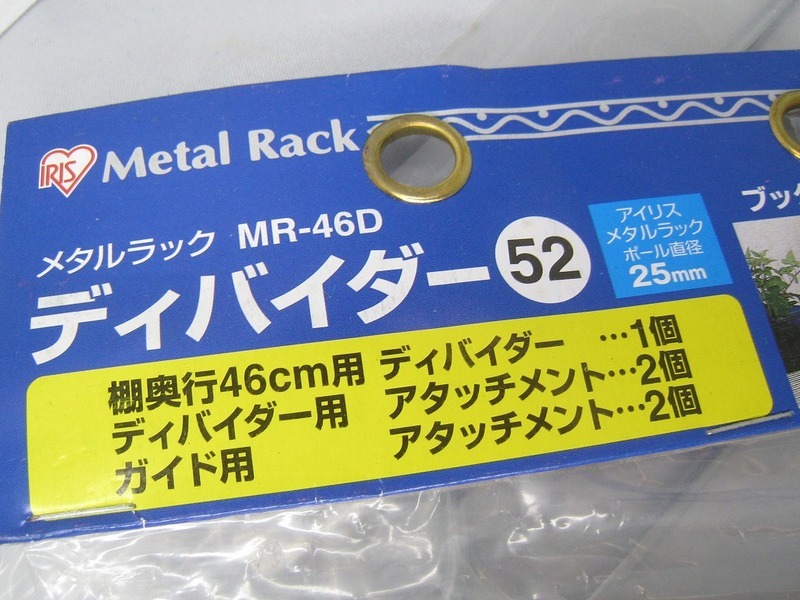 IRIS
Metal Rack
メタルラック MR-46D
ディバイダー 52
アイリス
メタルラック
ポール直径
25mm
棚奥行46cm用 ディバイダー …1個
ディバイダー用 アタッチメント…2個
ガイド用 アタッチメント…2個